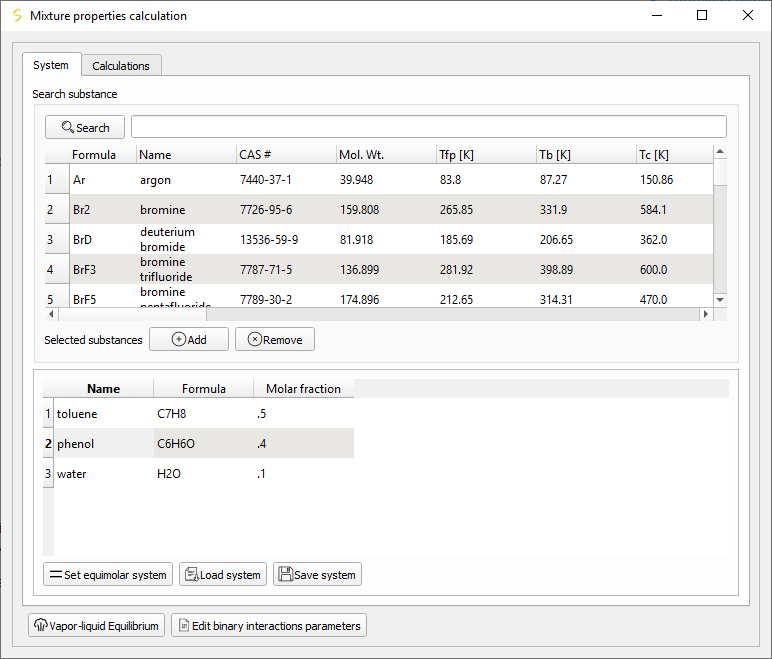 Mixture properties calculation
System Calculations
Search substance
Search
Formula Name CAS # Mol. Wt. Tfp [K] Tb [K] Tc [K]
1 Ar argon 7440-37-1 39.948 83.8 87.27 150.86
2 Br2 bromine 7726-95-6 159.808 265.85 331.9 584.1
3 BrD deuterium bromide 13536-59-9 81.918 185.69 206.65 362.0
4 BrF3 bromine trifluoride 7787-71-5 136.899 281.92 398.89 600.0
5 BrF5 bromine pentafluoride 7789-30-2 174.896 212.65 314.31 470.0
Selected substances Add Remove
Name Formula Molar fraction
1 toluene C7H8 .5
2 phenol C6H6O .4
3 water H2O .1
Set equimolar system Load system Save system
Vapor-liquid Equilibrium Edit binary interactions parameters